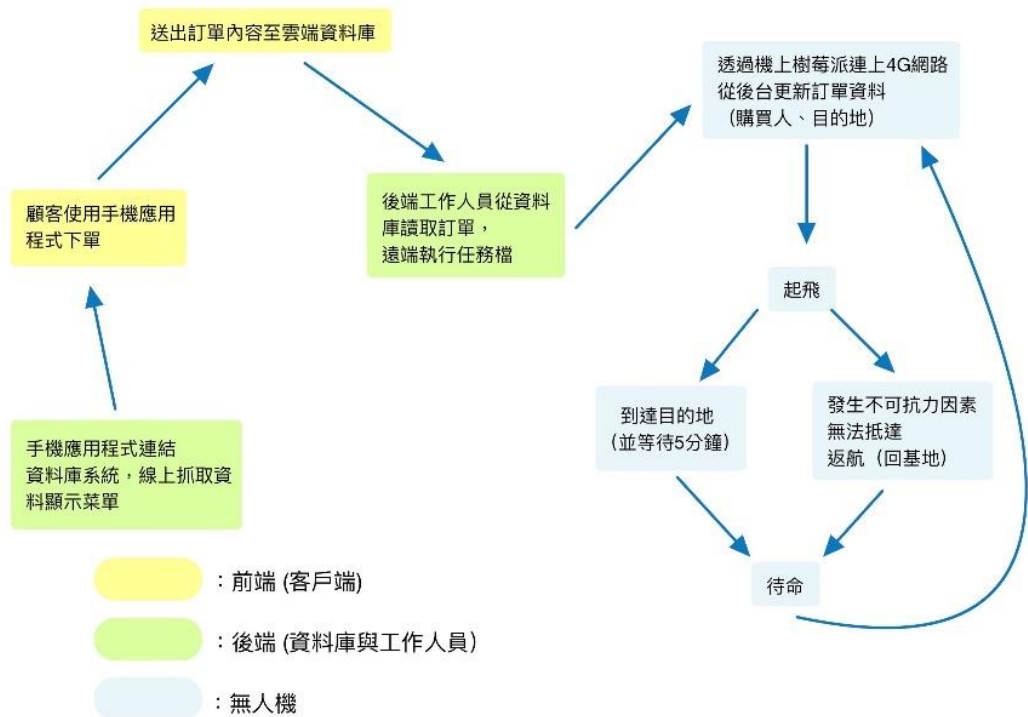 送出訂單內容至雲端資料庫
透過機上樹莓派連上4G網路
從後台更新訂單資料
（購買人、目的地）
顧客使用手機應用
程式下單
後端工作人員從資料
庫讀取訂單，
遠端執行任務檔
起飛
到達目的地
（並等待5分鐘）
發生不可抗力因素
無法抵達
返航（回基地）
手機應用程式連結
資料庫系統，線上抓取資
料顯示菜單
待命
：前端 (客戶端)
：後端 (資料庫與工作人員）
：無人機